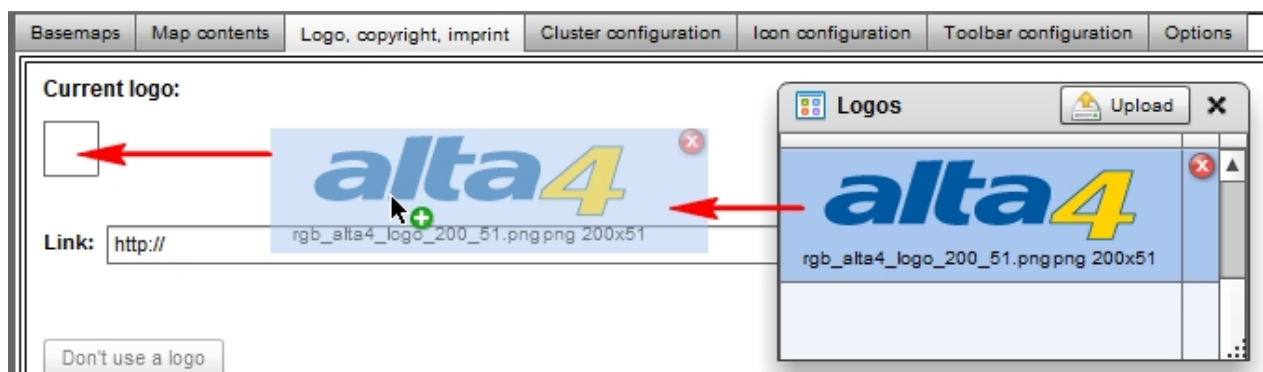 Basemaps Map contents Logo, copyright, imprint Cluster configuration Icon configuration Toolbar configuration Options
Current logo:
Logos Upload
alta4
rgb_alta4_logo_200_51.pngpng 200x51
alta4
rgb_alta4_logo_200_51.pngpng 200x51
Link: http://
Don't use a logo